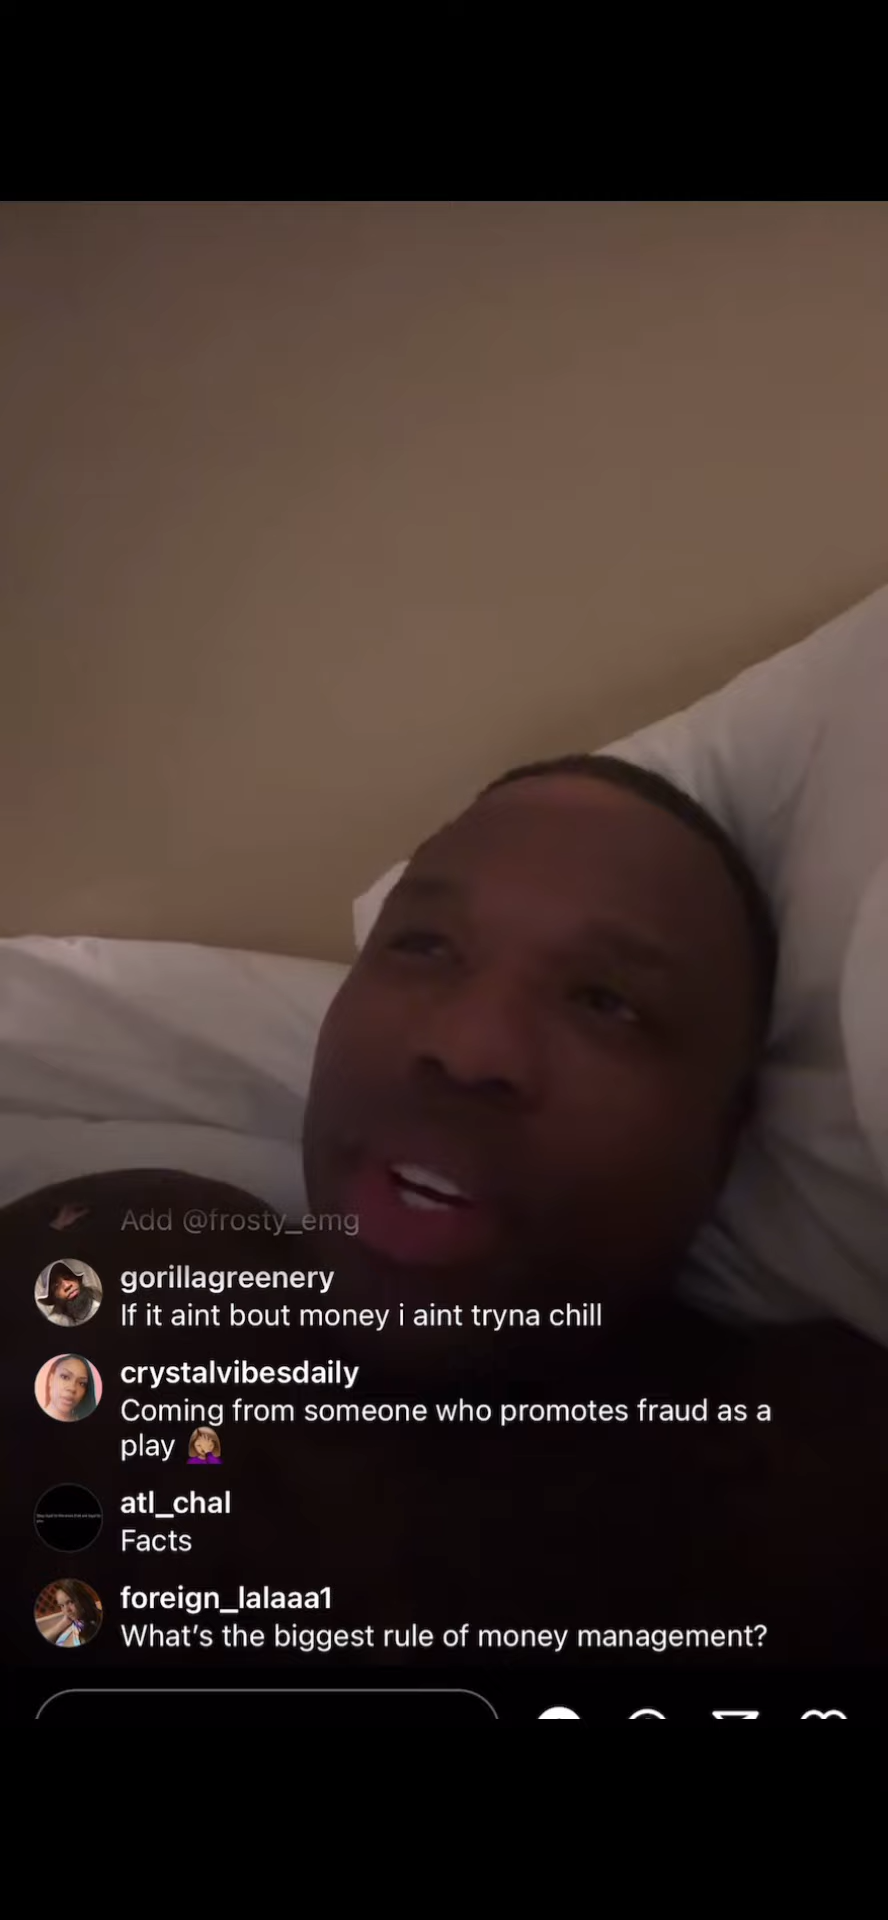 Add @frosty_emg
gorillagreenery
If it aint bout money i aint tryna chill
crystalvibesdaily
Coming from someone who promotes fraud as a
play 🤦🏽‍♀️
atl_chal
Facts
foreign_lalaaa1
What's the biggest rule of money management?